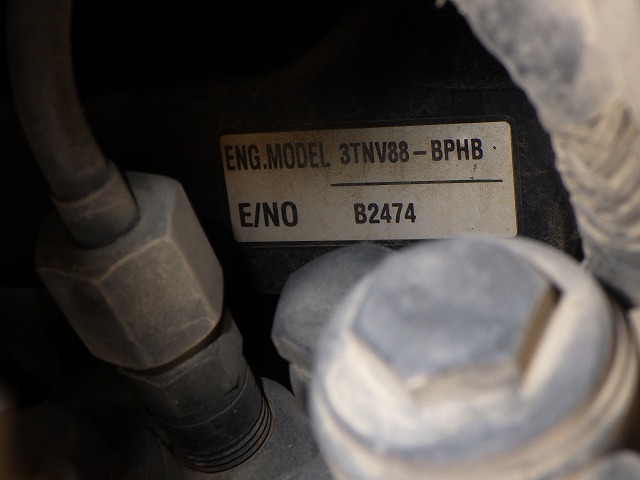 ENG.MODEL 3TNV88-BPHB
E/NO B2474